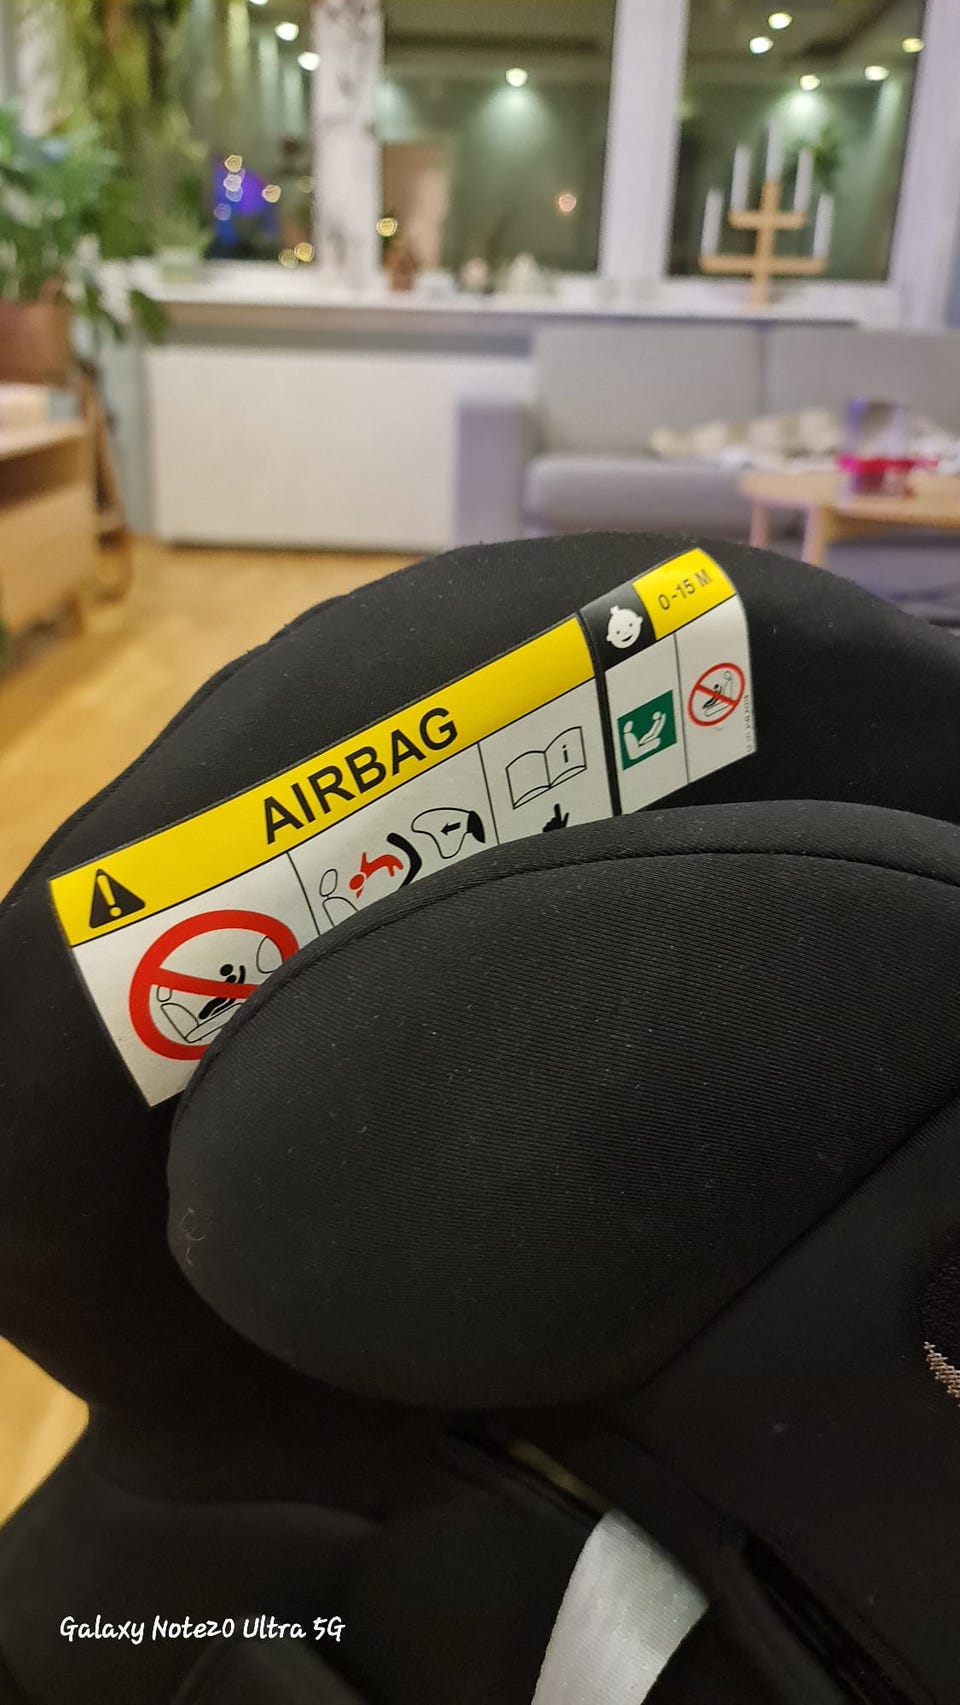 0-15 M
AIRBAG
i
Galaxy Note20 Ultra 5G